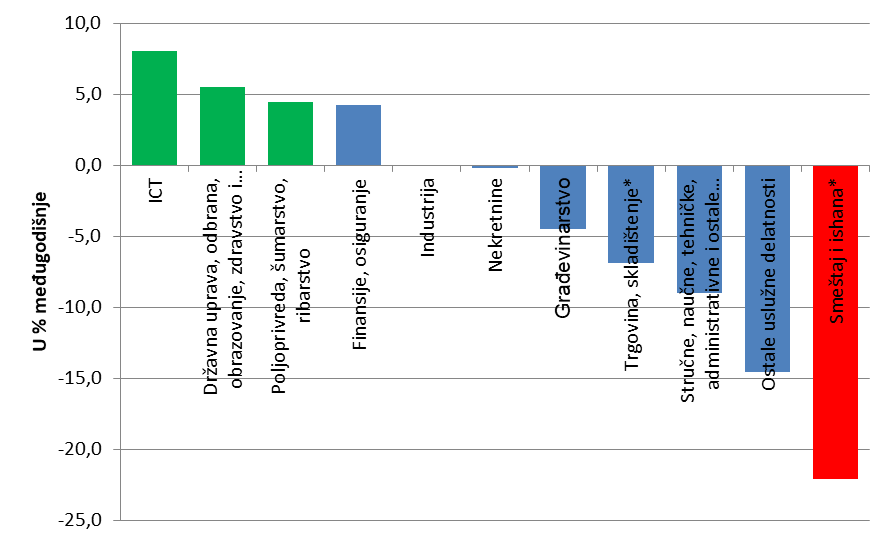 10,0
5,0
0,0
-5,0
-10,0
-15,0
-20,0
-25,0
U % međugodišnje
ICT
Državna uprava, odbrana,
obrazovanje, zdravstvo i...
Poljoprivreda, šumarstvo,
ribarstvo
Finansije, osiguranje
Industrija
Nekretnine
Građevinarstvo
Trgovina, skladištenje*
Stručne, naučne, tehničke,
administrativne i ostale...
Ostale uslužne delatnosti
Smeštaj i ishana*